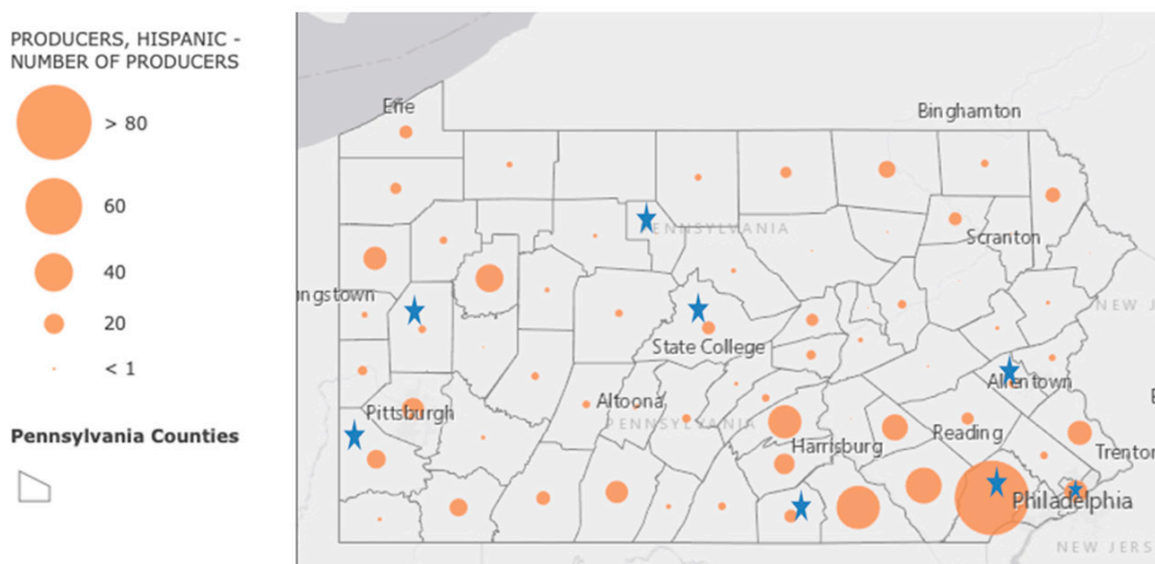 PRODUCERS, HISPANIC -
NUMBER OF PRODUCERS
> 80
60
40
20
< 1
Pennsylvania Counties
Erie
Binghamton
ENNSYLVANIA
Scranton
ngstown
NEW J
State College
Allentown
Pittsburgh
Altoona
PENNSYLVANIA
Harrisburg
Reading
E
Trenton
Philadelphia
NEW JERS